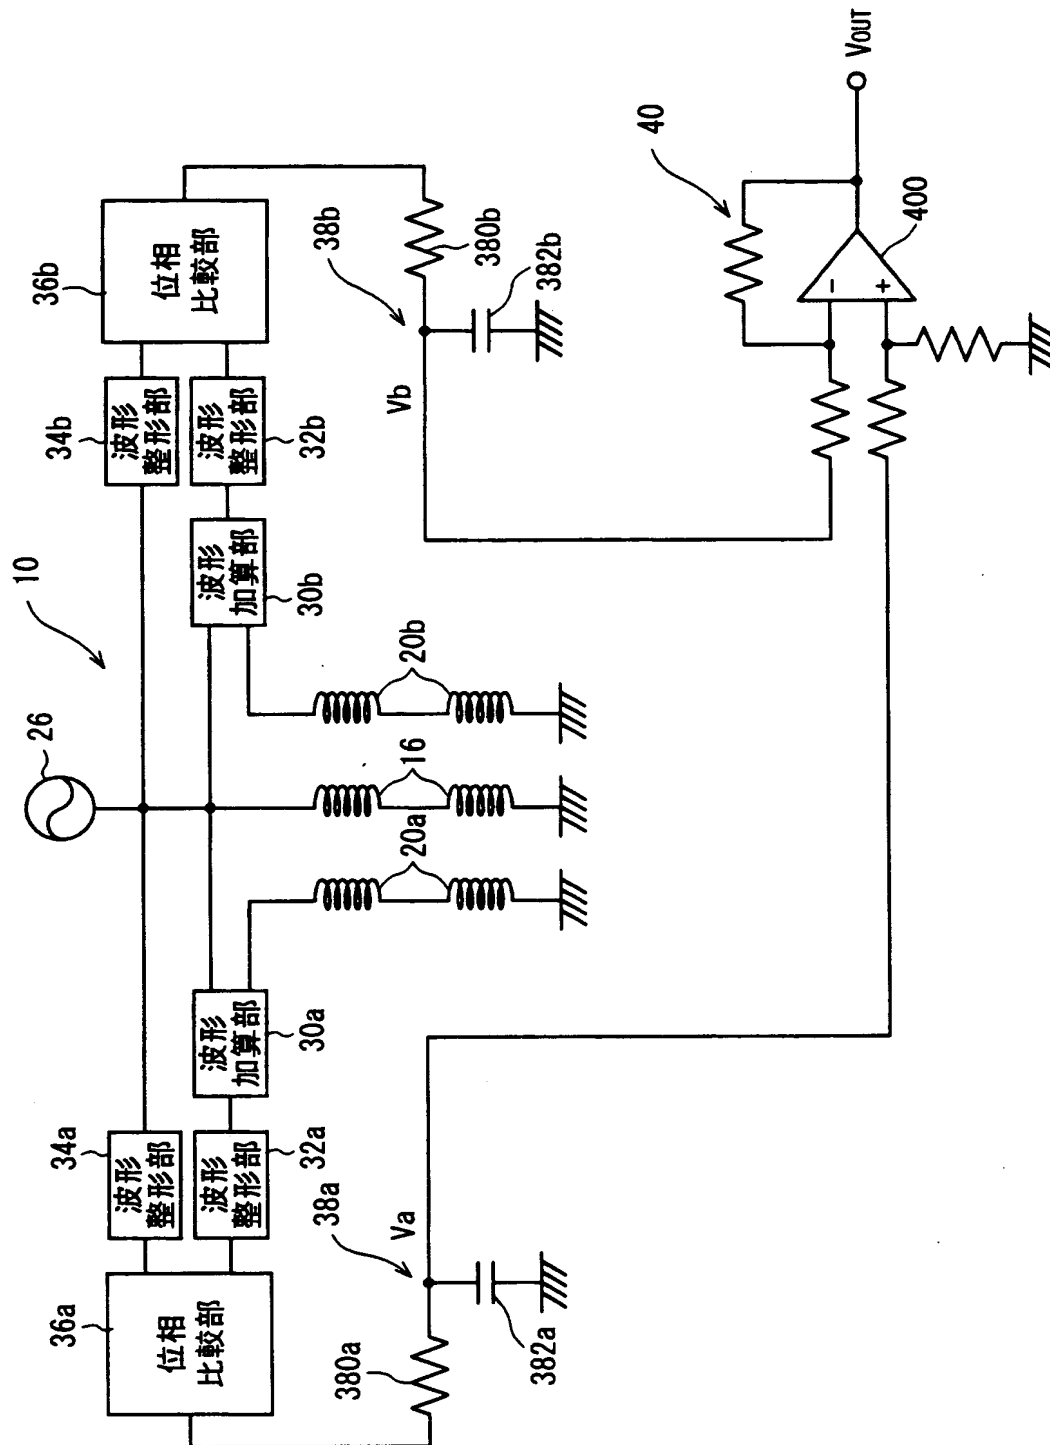 10
26
36a
位相
比較部
34a
波形
整形部
波形
整形部
32a
波形
加算部
30a
34b
波形
整形部
波形
整形部
32b
波形
加算部
30b
36b
位相
比較部
20a
16
20b
38a
Va
380a
382a
38b
Vb
380b
382b
40
-
+
400
VOUT